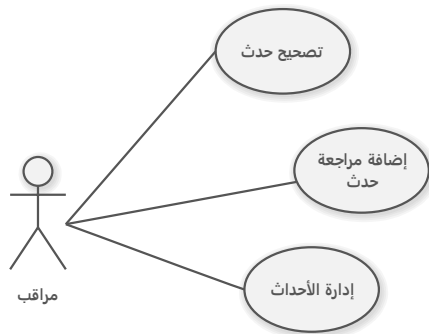 تصحيح حدث
إضافة مراجعة
حدث
إدارة الأحداث
مراقب